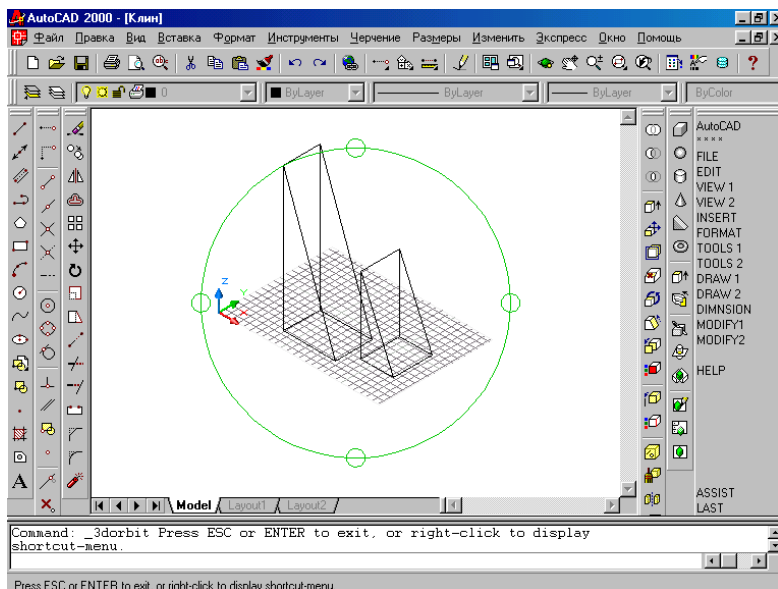 AutoCAD 2000 - [Клин]
Файл Правка Вид Вставка Формат Инструменты Черчение Размеры Изменить Экспресс Окно Помощь
0 ByLayer ByLayer ByLayer ByColor
AutoCAD
* * * *
FILE
EDIT
VIEW 1
VIEW 2
INSERT
FORMAT
TOOLS 1
TOOLS 2
DRAW 1
DRAW 2
DIMNSION
MODIFY1
MODIFY2
HELP
ASSIST
LAST
Z
Y
X
A
Model Layout1 Layout2
Command: _3dorbit Press ESC or ENTER to exit, or right-click to display
shortcut-menu.
Press ESC or ENTER to exit, or right-click to display shortcut-menu.